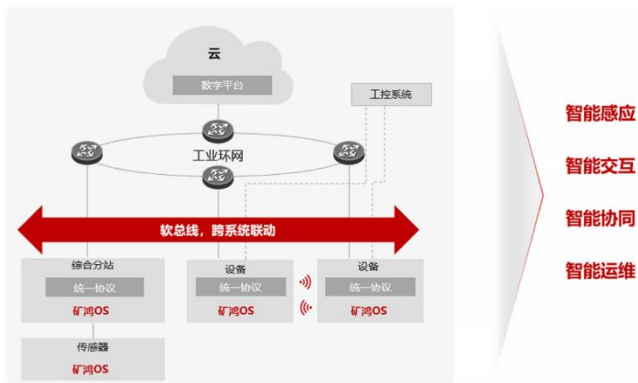 云
数字平台
工控系统
工业环网
软总线，跨系统联动
综合分站
统一协议
矿鸿OS
设备
统一协议
矿鸿OS
设备
统一协议
矿鸿OS
传感器
矿鸿OS
智能感应
智能交互
智能协同
智能运维